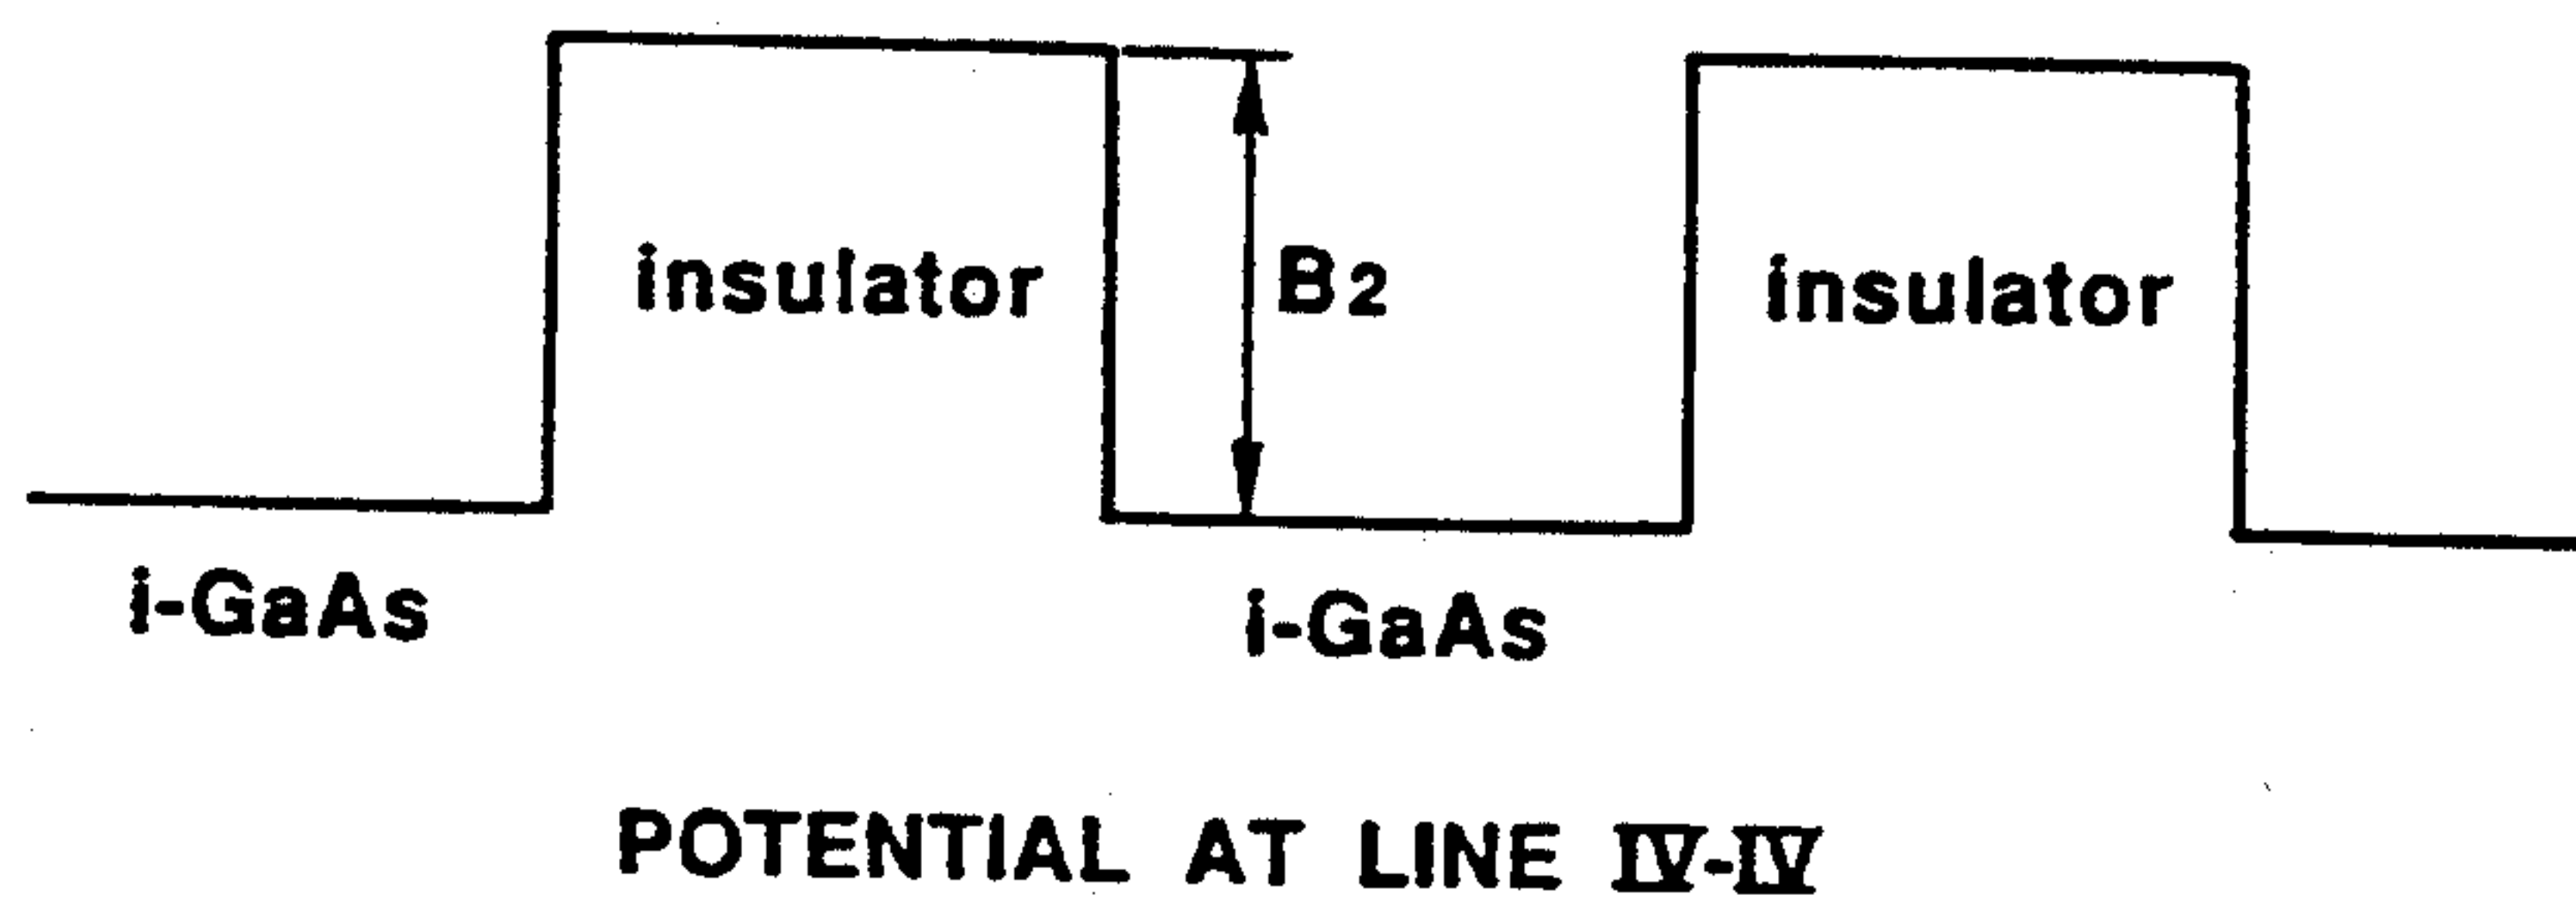 insulator
B2
insulator
i-GaAs
i-GaAs
POTENTIAL AT LINE IV-IV